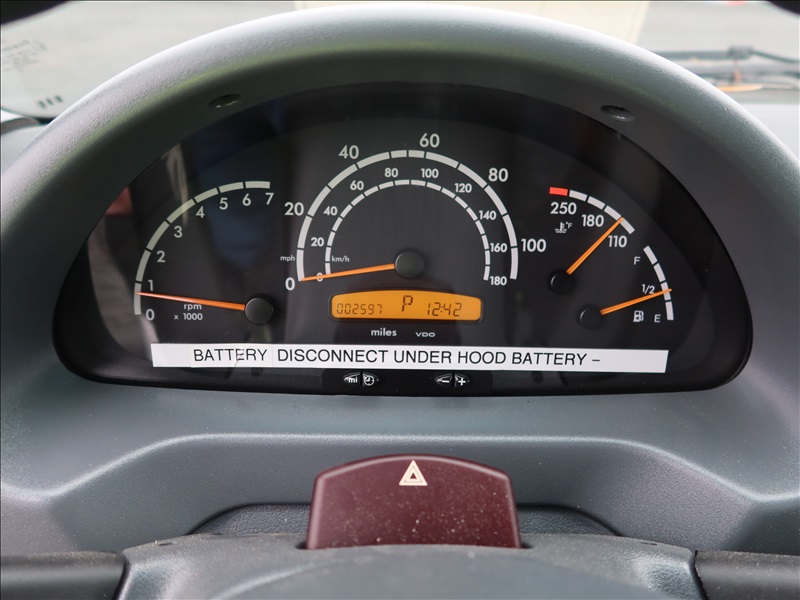 0 1 2 3 4 5 6 7
rpm
x 1000
0 20 40 60 80 100
mph
0 20 40 60 80 100 120 140 160 180
km/h
250 180 110
°F
F
1/2
E
002597 P 12:42
miles VDO
BATTERY DISCONNECT UNDER HOOD BATTERY –
mi
– +